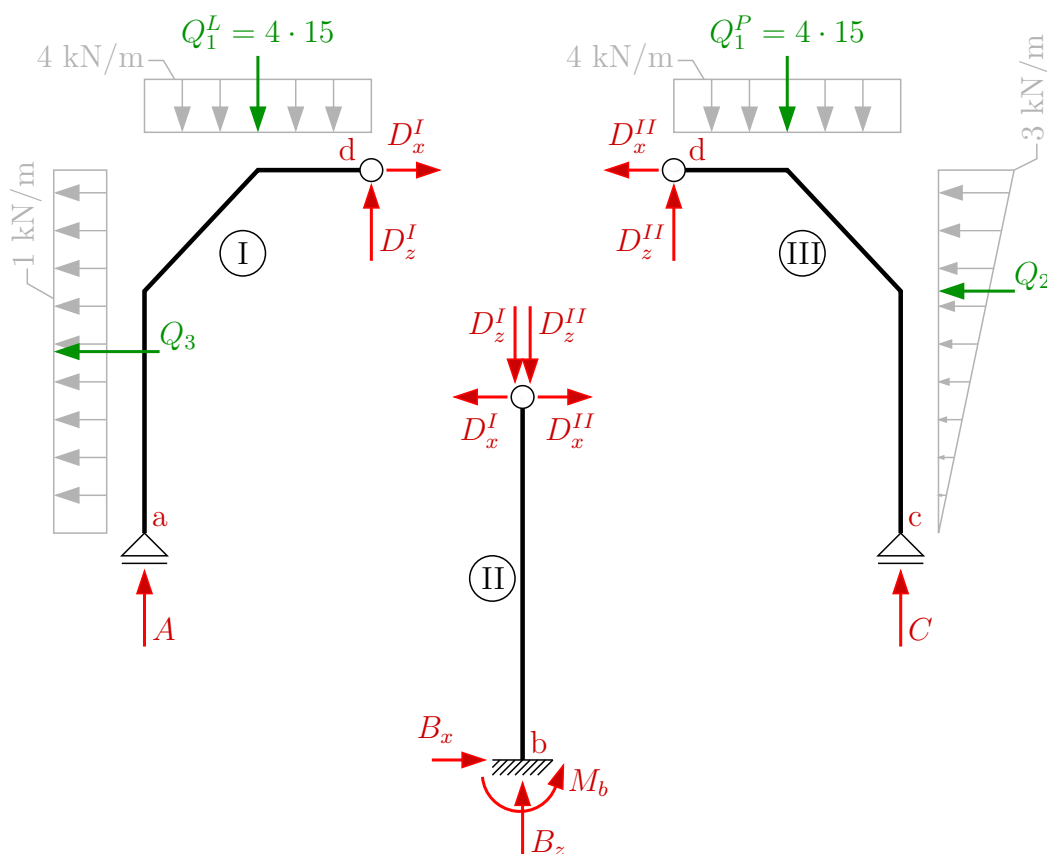 Q_1^L = 4 · 15
Q_1^P = 4 · 15
4 kN/m
4 kN/m
3 kN/m
d
D_x^I
D_x^{II}
d
1 kN/m
I
D_z^I
D_z^{II}
III
Q_2
Q_3
D_z^I
D_z^{II}
D_x^I
D_x^{II}
a
c
II
A
C
B_x
b
M_b
B_z